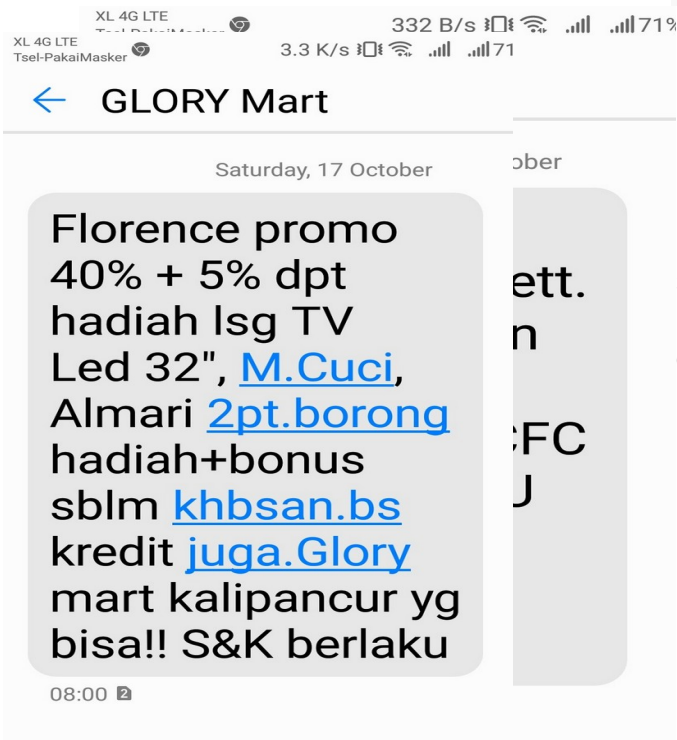 XL 4G LTE
332 B/s
71%
XL 4G LTE
Tsel-PakaiMasker
3.3 K/s
71
GLORY Mart
Saturday, 17 October
ober
Florence promo
40% + 5% dpt
hadiah lsg TV
Led 32", M.Cuci,
Almari 2pt.borong
hadiah+bonus
sblm khbsan.bs
kredit juga.Glory
mart kalipancur yg
bisa!! S&K berlaku
ett.
n
CFC
U
08:00 2